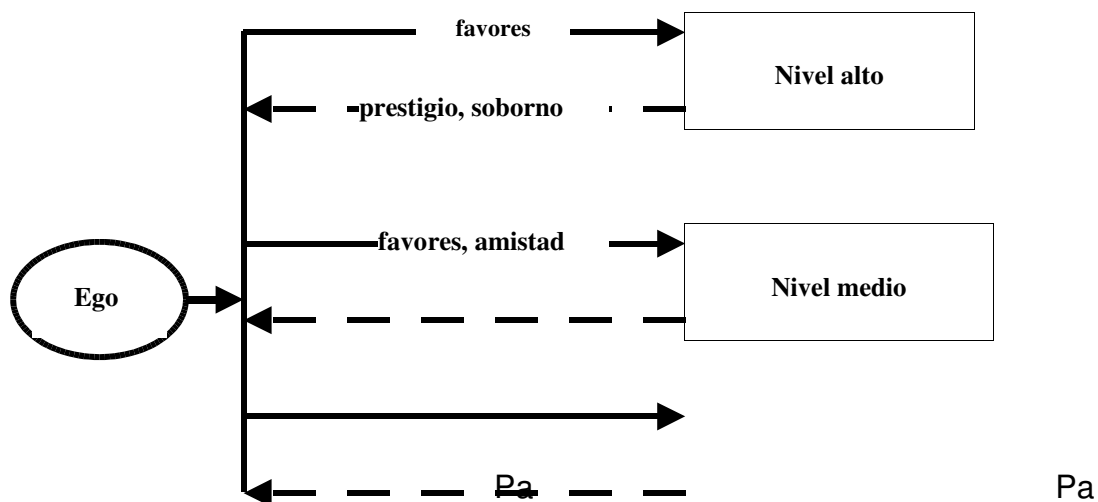 favores
Nivel alto
prestigio, soborno
favores, amistad
Ego
Nivel medio
Pa
Pa